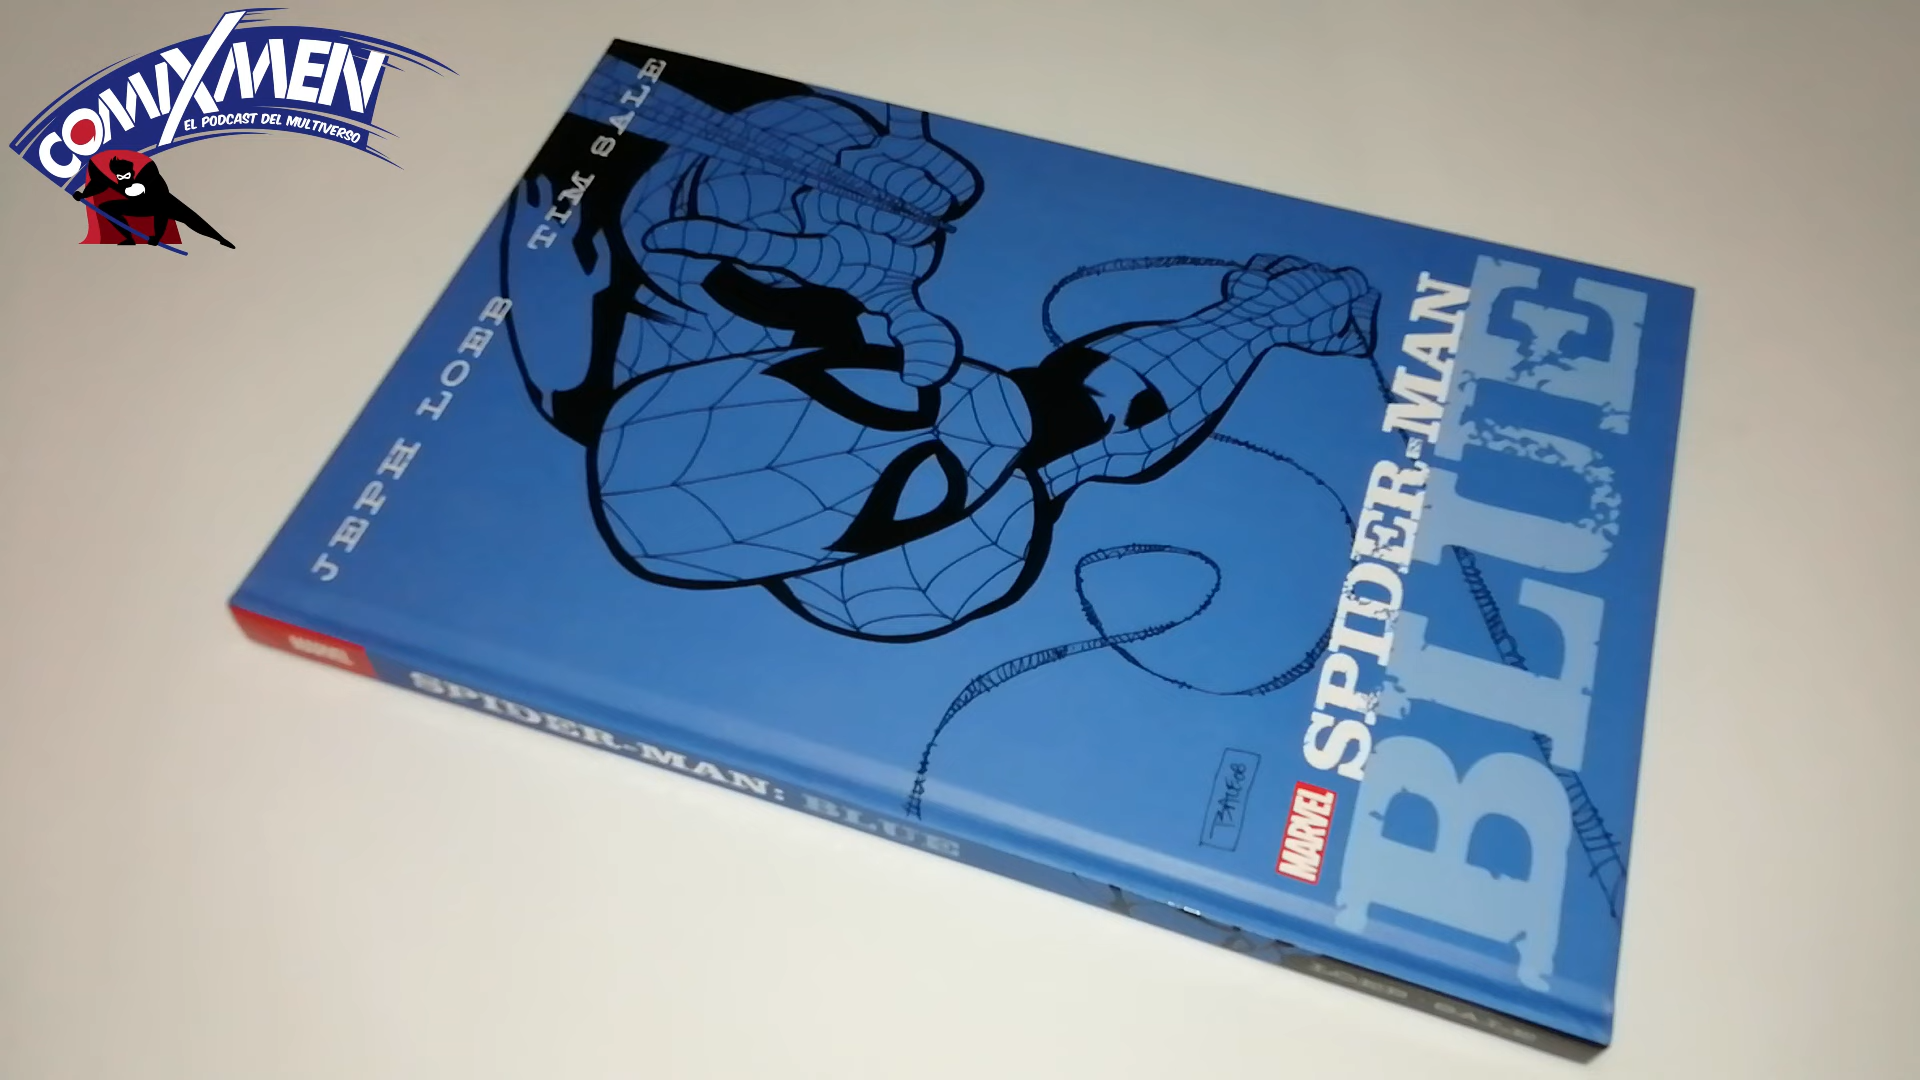 COMIXMEN
EL PODCAST DEL MULTIVERSO
JEPH LOEB TIM SALE
MARVEL
SPIDER-MAN
BLUE
MARVEL
SPIDER-MAN: BLUE
LOEB · SALE